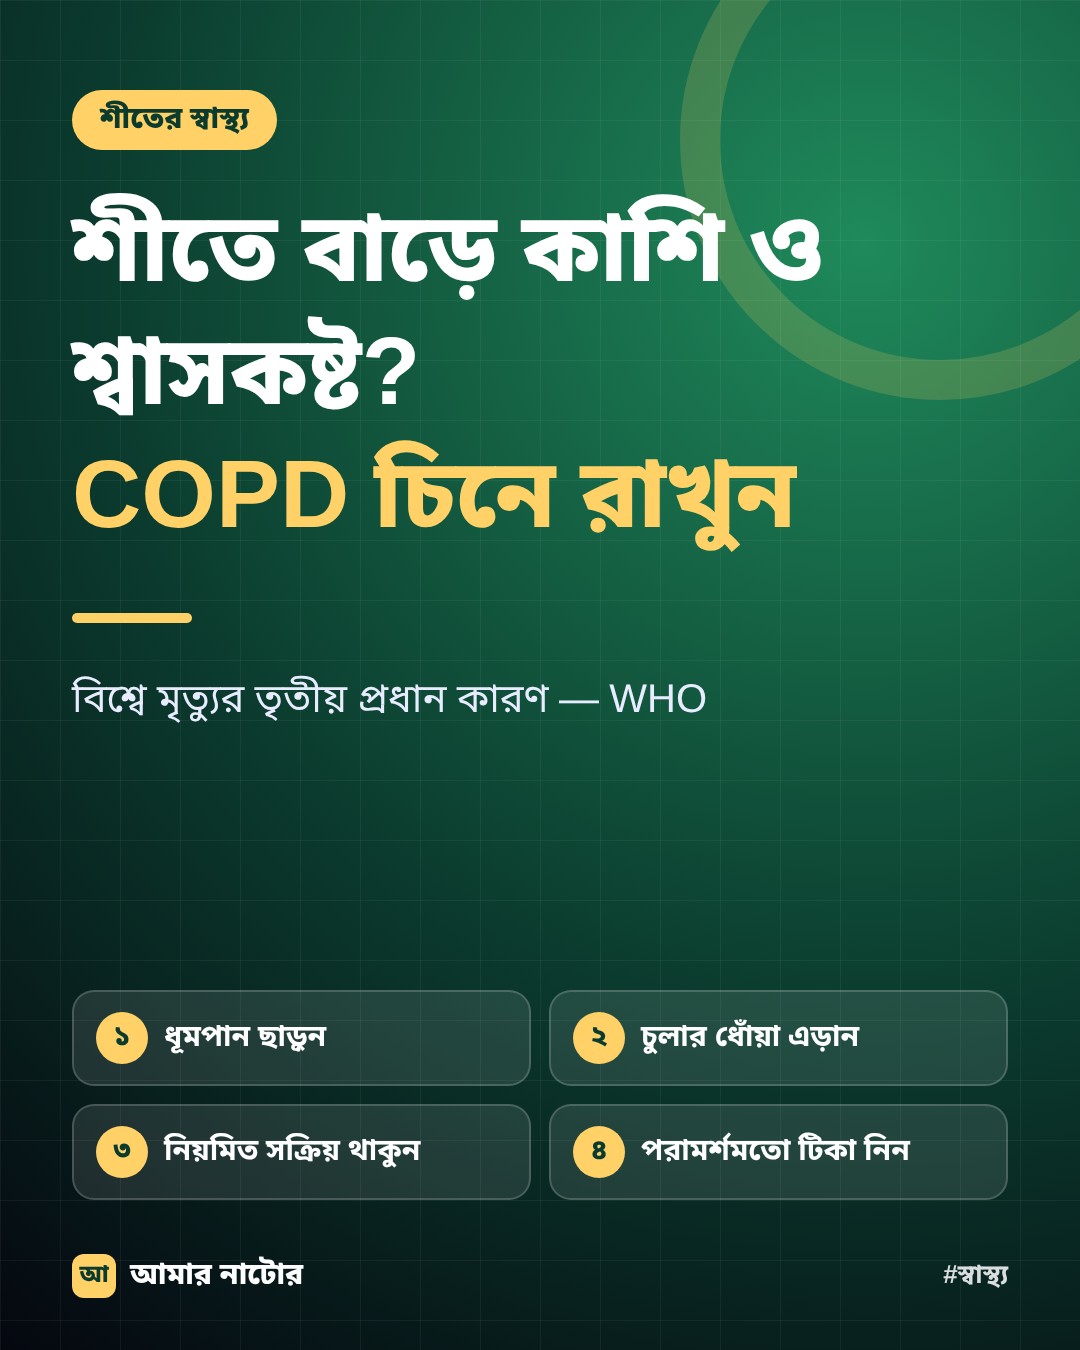 শীতের স্বাস্থ্য
শীতে বাড়ে কাশি ও
শ্বাসকষ্ট?
COPD চিনে রাখুন
বিশ্বে মৃত্যুর তৃতীয় প্রধান কারণ — WHO
১ ধূমপান ছাড়ুন
২ চুলার ধোঁয়া এড়ান
৩ নিয়মিত সক্রিয় থাকুন
৪ পরামর্শমতো টিকা নিন
আ আমার নাটোর
#স্বাস্থ্য